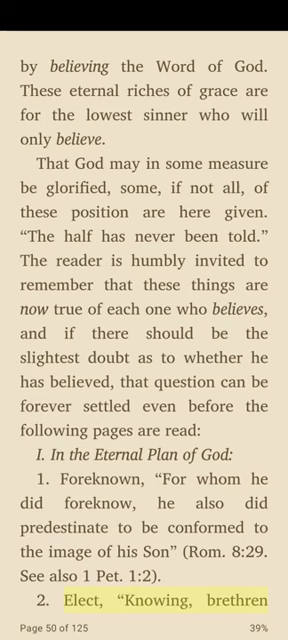 by believing the Word of God.
These eternal riches of grace are
for the lowest sinner who will
only believe.
That God may in some measure
be glorified, some, if not all, of
these position are here given.
“The half has never been told.”
The reader is humbly invited to
remember that these things are
now true of each one who believes,
and if there should be the
slightest doubt as to whether he
has believed, that question can be
forever settled even before the
following pages are read:
I. In the Eternal Plan of God:
1. Foreknown, “For whom he
did foreknow, he also did
predestinate to be conformed to
the image of his Son” (Rom. 8:29.
See also 1 Pet. 1:2).
2. Elect, “Knowing, brethren
Page 50 of 125 39%